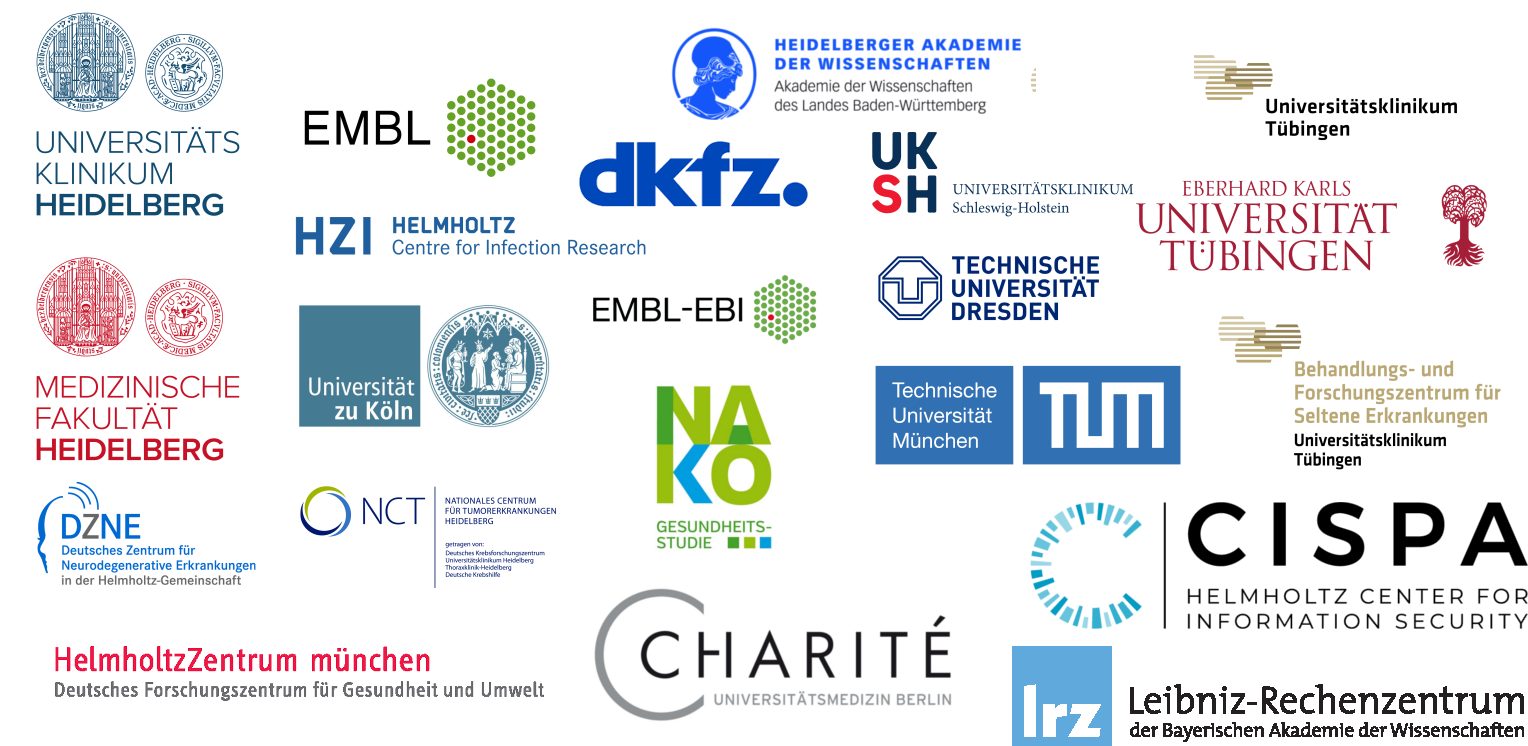 UNIVERSITÄTS
KLINIKUM
HEIDELBERG
EMBL
HEIDELBERGER AKADEMIE
DER WISSENSCHAFTEN
Akademie der Wissenschaften
des Landes Baden-Württemberg
Universitätsklinikum
Tübingen
dkfz.
UK
SH
UNIVERSITÄTSKLINIKUM
Schleswig-Holstein
EBERHARD KARLS
UNIVERSITÄT
TÜBINGEN
HZI
HELMHOLTZ
Centre for Infection Research
MEDIZINISCHE
FAKULTÄT
HEIDELBERG
Universität
zu Köln
EMBL-EBI
TECHNISCHE
UNIVERSITÄT
DRESDEN
Technische
Universität
München
TUM
Behandlungs- und
Forschungszentrum für
Seltene Erkrankungen
Universitätsklinikum
Tübingen
NA
KO
GESUNDHEITS-
STUDIE
DZNE
Deutsches Zentrum für
Neurodegenerative Erkrankungen
in der Helmholtz-Gemeinschaft
NCT
NATIONALES CENTRUM
FÜR TUMORERKRANKUNGEN
HEIDELBERG
getragen von:
Deutsches Krebsforschungszentrum
Universitätsklinikum Heidelberg
Thoraxklinik-Heidelberg
Deutsche Krebshilfe
CISPA
HELMHOLTZ CENTER FOR
INFORMATION SECURITY
HelmholtzZentrum münchen
Deutsches Forschungszentrum für Gesundheit und Umwelt
CHARITÉ
UNIVERSITÄTSMEDIZIN BERLIN
lrz
Leibniz-Rechenzentrum
der Bayerischen Akademie der Wissenschaften